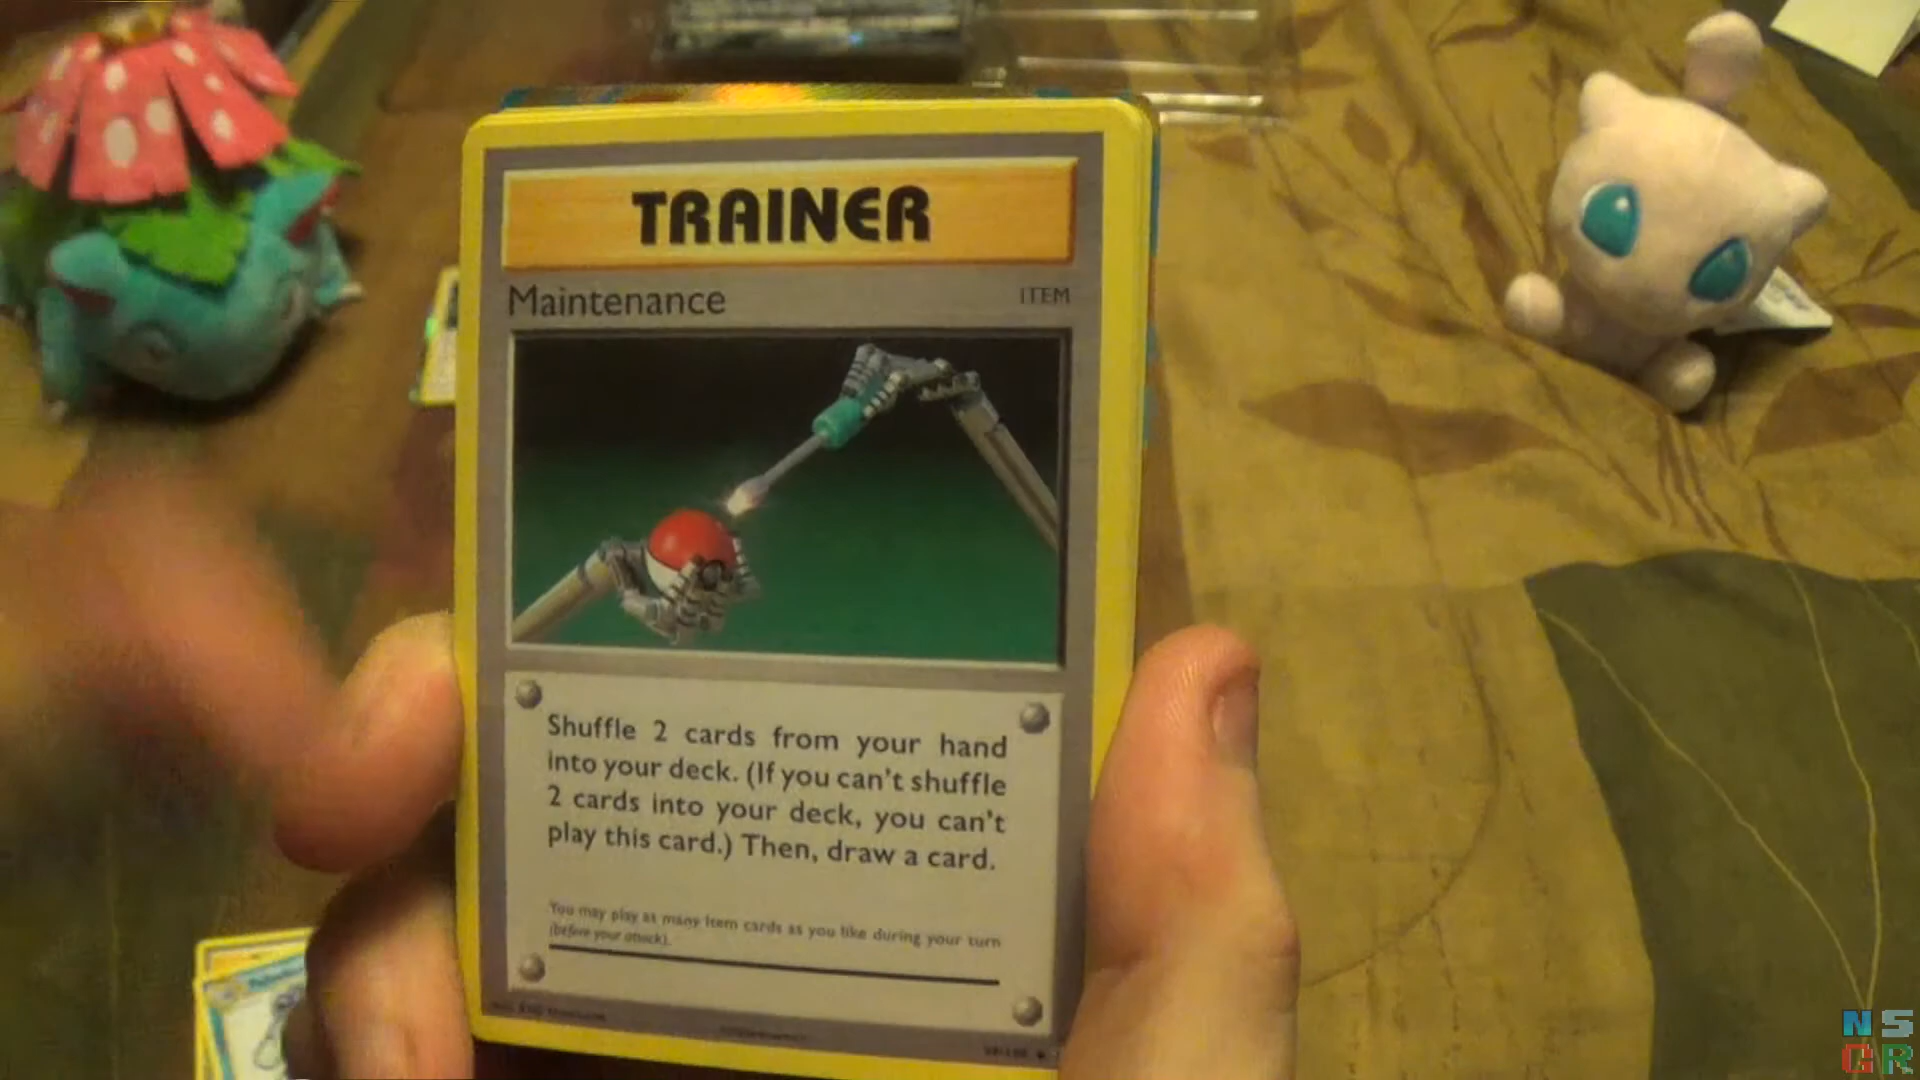 TRAINER
Maintenance
ITEM
Shuffle 2 cards from your hand
into your deck. (If you can't shuffle
2 cards into your deck, you can't
play this card.) Then, draw a card.
You may play as many Item cards as you like during your turn
(before your attack).
NS
GR